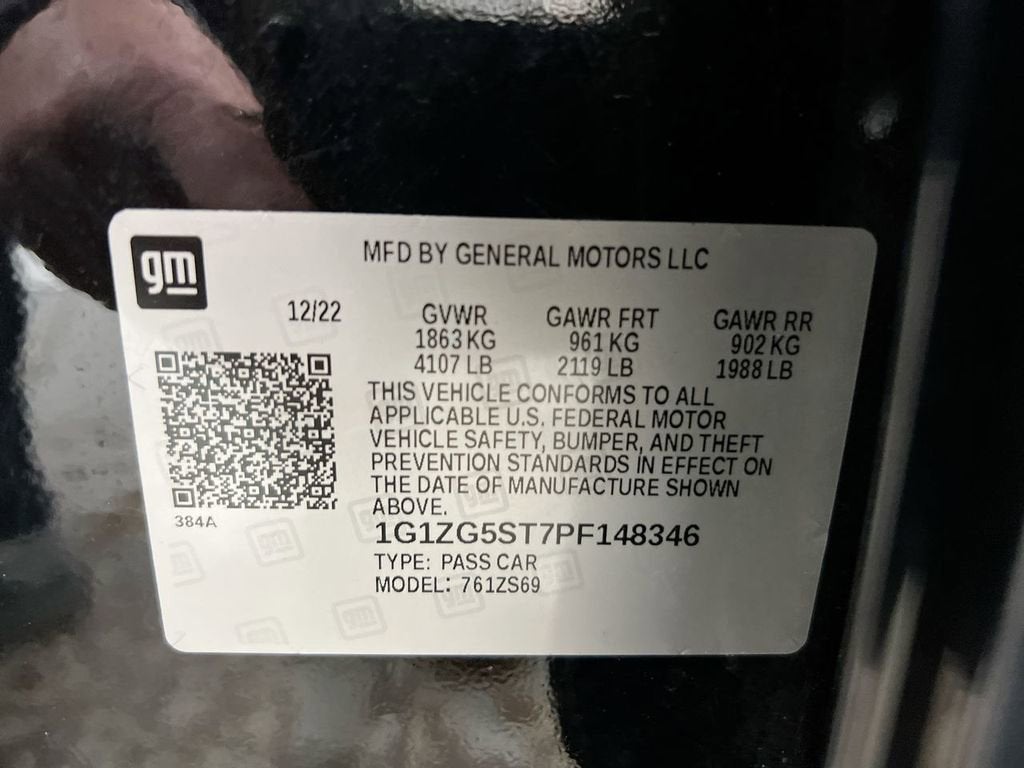 gm
MFD BY GENERAL MOTORS LLC
12/22 GVWR GAWR FRT GAWR RR
1863 KG 961 KG 902 KG
4107 LB 2119 LB 1988 LB
THIS VEHICLE CONFORMS TO ALL
APPLICABLE U.S. FEDERAL MOTOR
VEHICLE SAFETY, BUMPER, AND THEFT
PREVENTION STANDARDS IN EFFECT ON
THE DATE OF MANUFACTURE SHOWN
ABOVE.
384A
1G1ZG5ST7PF148346
TYPE: PASS CAR
MODEL: 761ZS69